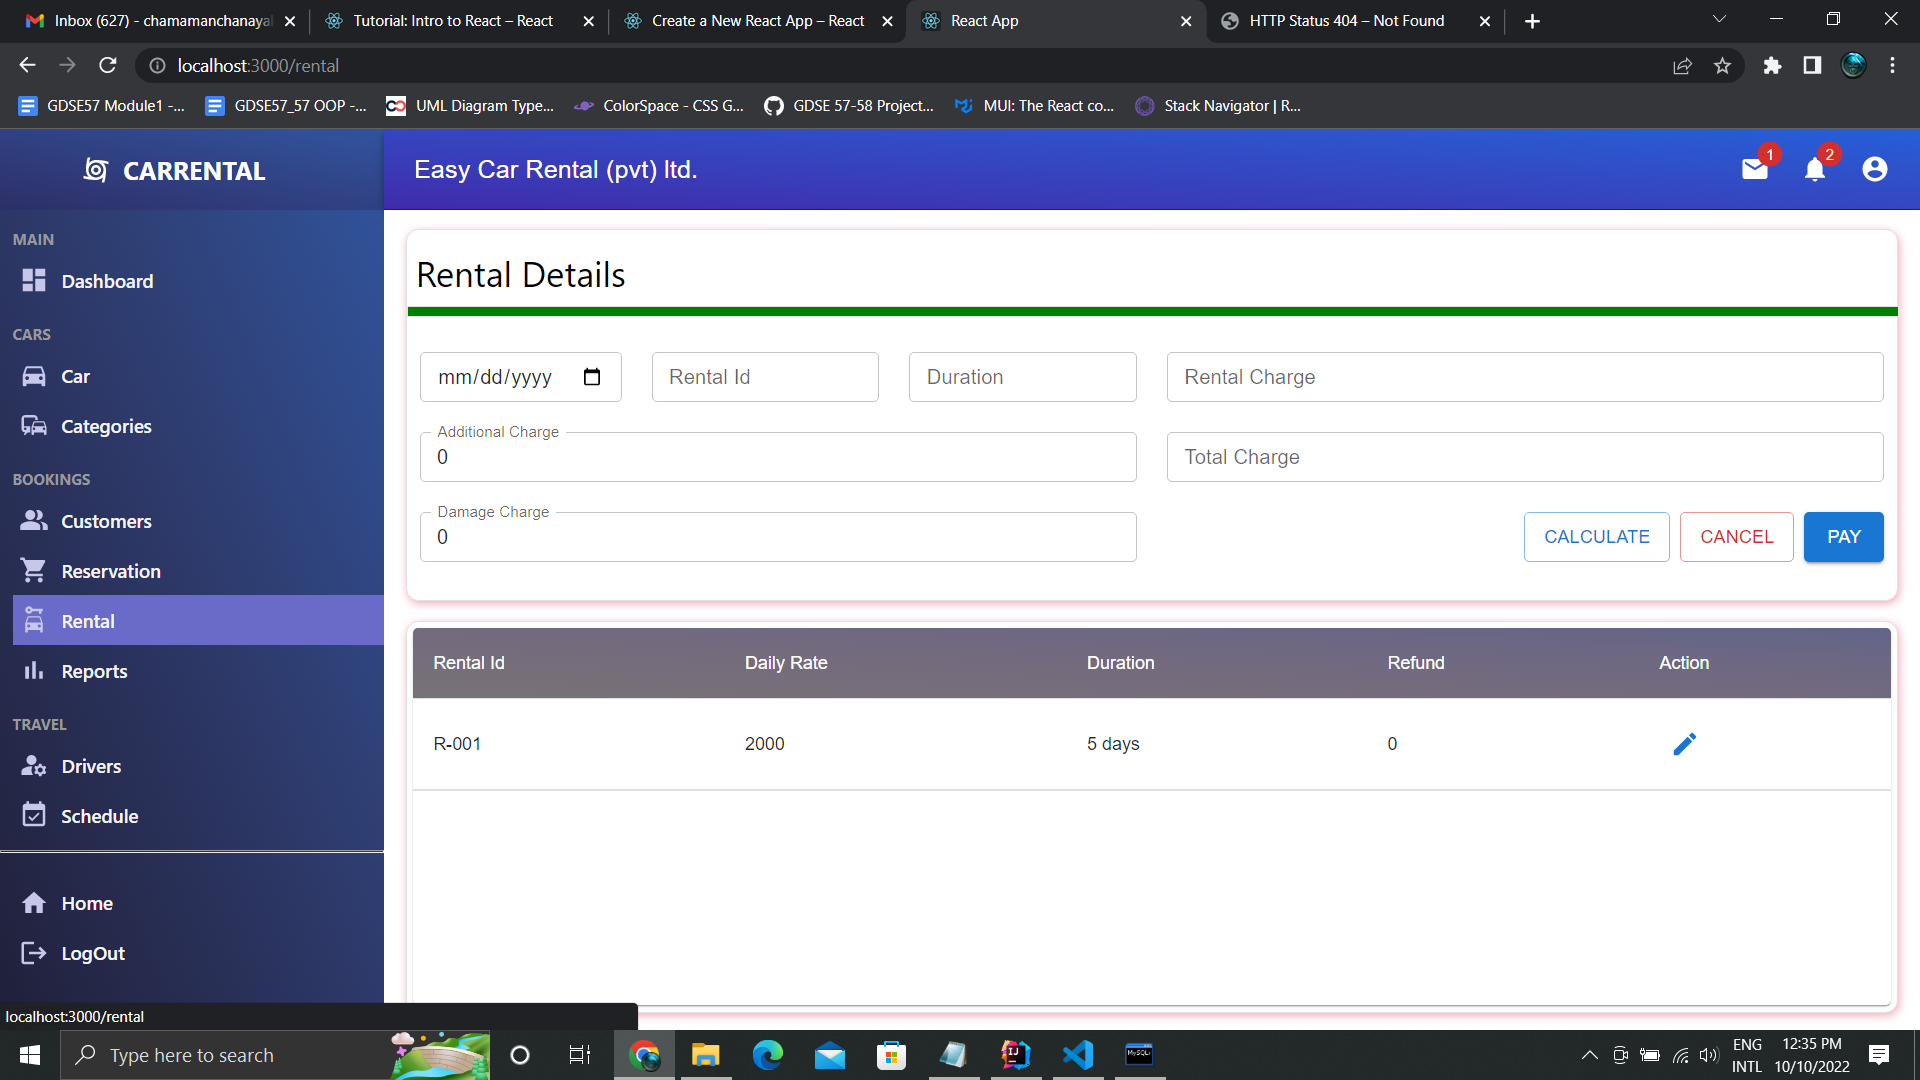 Inbox (627) - chamamanchanaya
Tutorial: Intro to React – React
Create a New React App – React
React App
HTTP Status 404 – Not Found
localhost:3000/rental
GDSE57 Module1 -...
GDSE57_57 OOP -...
UML Diagram Type...
ColorSpace - CSS G...
GDSE 57-58 Project...
MUI: The React co...
Stack Navigator | R...
CARRENTAL
Easy Car Rental (pvt) ltd.
1
2
MAIN
Dashboard
CARS
Car
Categories
BOOKINGS
Customers
Reservation
Rental
Reports
TRAVEL
Drivers
Schedule
Home
LogOut
Rental Details
mm/dd/yyyy
Rental Id
Duration
Rental Charge
Additional Charge
0
Total Charge
Damage Charge
0
CALCULATE
CANCEL
PAY
Rental Id Daily Rate Duration Refund Action
R-001 2000 5 days 0
localhost:3000/rental
Type here to search
IJ
MySQL
ENG
INTL
12:35 PM
10/10/2022